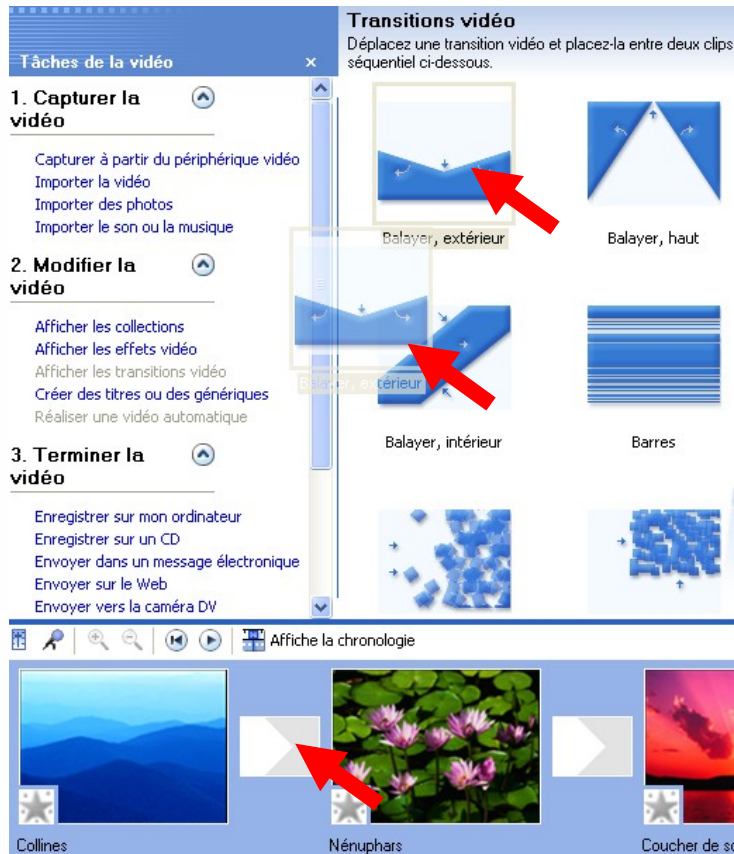 Transitions vidéo
Déplacez une transition vidéo et placez-la entre deux clips
séquentiel ci-dessous.
Tâches de la vidéo
1. Capturer la
vidéo
Capturer à partir du périphérique vidéo
Importer la vidéo
Importer des photos
Importer le son ou la musique
2. Modifier la
vidéo
Afficher les collections
Afficher les effets vidéo
Afficher les transitions vidéo
Créer des titres ou des génériques
Réaliser une vidéo automatique
3. Terminer la
vidéo
Enregistrer sur mon ordinateur
Enregistrer sur un CD
Envoyer dans un message électronique
Envoyer sur le Web
Envoyer vers la caméra DV
Balayer, extérieur
Balayer, haut
Balayer, extérieur
Balayer, intérieur
Barres
Affiche la chronologie
Collines
Nénuphars
Coucher de so